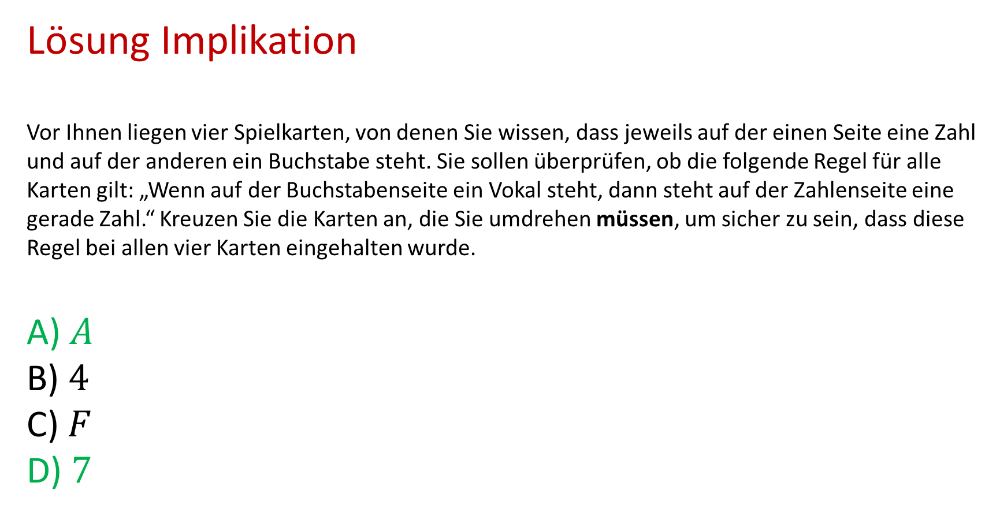 Lösung Implikation
Vor Ihnen liegen vier Spielkarten, von denen Sie wissen, dass jeweils auf der einen Seite eine Zahl
und auf der anderen ein Buchstabe steht. Sie sollen überprüfen, ob die folgende Regel für alle
Karten gilt: „Wenn auf der Buchstabenseite ein Vokal steht, dann steht auf der Zahlenseite eine
gerade Zahl.“ Kreuzen Sie die Karten an, die Sie umdrehen müssen, um sicher zu sein, dass diese
Regel bei allen vier Karten eingehalten wurde.
A) A
B) 4
C) F
D) 7